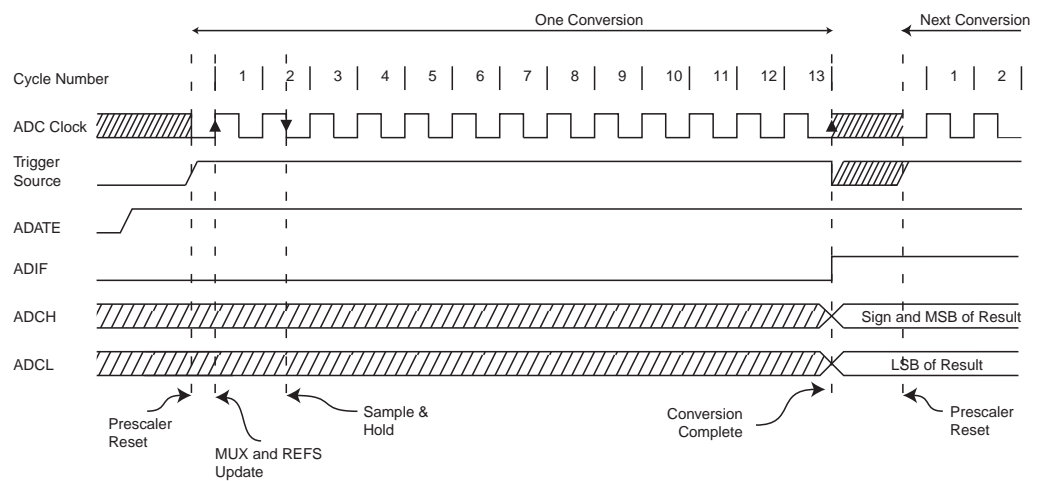 One Conversion
Next Conversion
Cycle Number
1 2 3 4 5 6 7 8 9 10 11 12 13 1 2
ADC Clock
Trigger
Source
ADATE
ADIF
ADCH
Sign and MSB of Result
ADCL
LSB of Result
Prescaler
Reset
MUX and REFS
Update
Sample &
Hold
Conversion
Complete
Prescaler
Reset